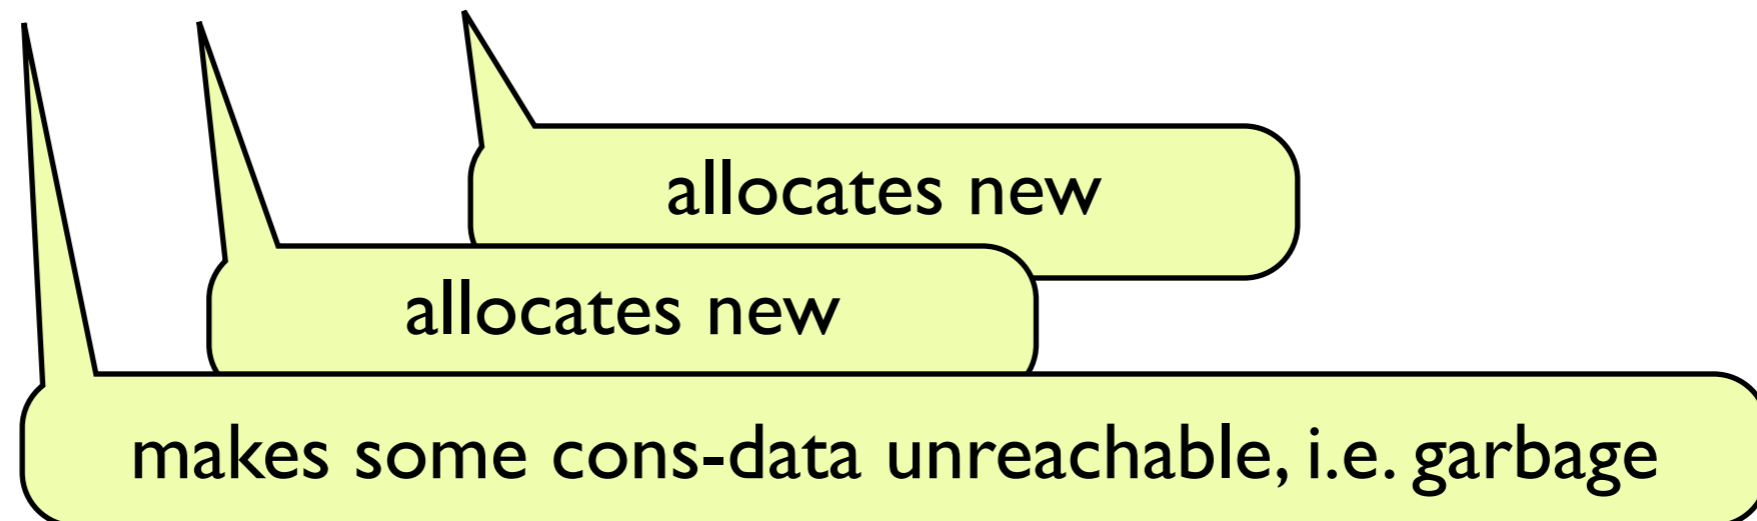 allocates new
allocates new
makes some cons-data unreachable, i.e. garbage